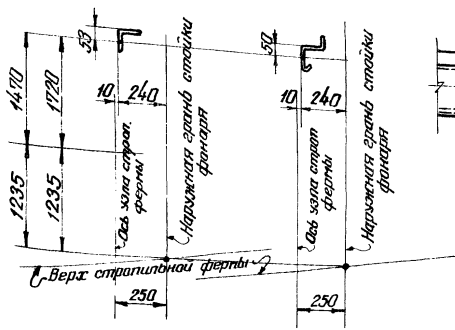 53
50
1470
1720
10
240
10
240
1235
1235
Ось узла строп.
фермы
Наружная грань стойки
фонаря
Ось узла строп
фермы
Наружная грань стойки
фонаря
Верх стропильной фермы
250
250